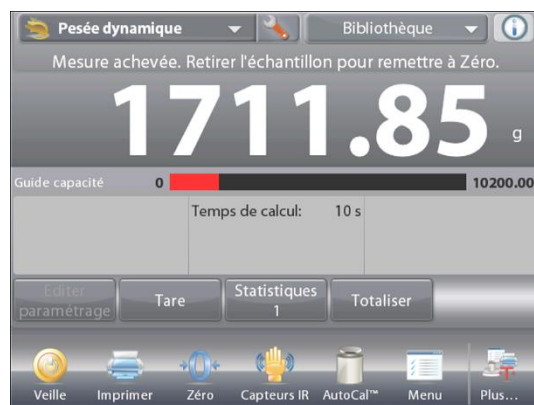 Pesée dynamique Bibliothèque
Mesure achevée. Retirer l'échantillon pour remettre à Zéro.
1711.85 g
Guide capacité 0 10200.00
Temps de calcul: 10 s
Editer paramétrage Tare Statistiques 1 Totaliser
Veille Imprimer Zéro Capteurs IR AutoCal™ Menu Plus...